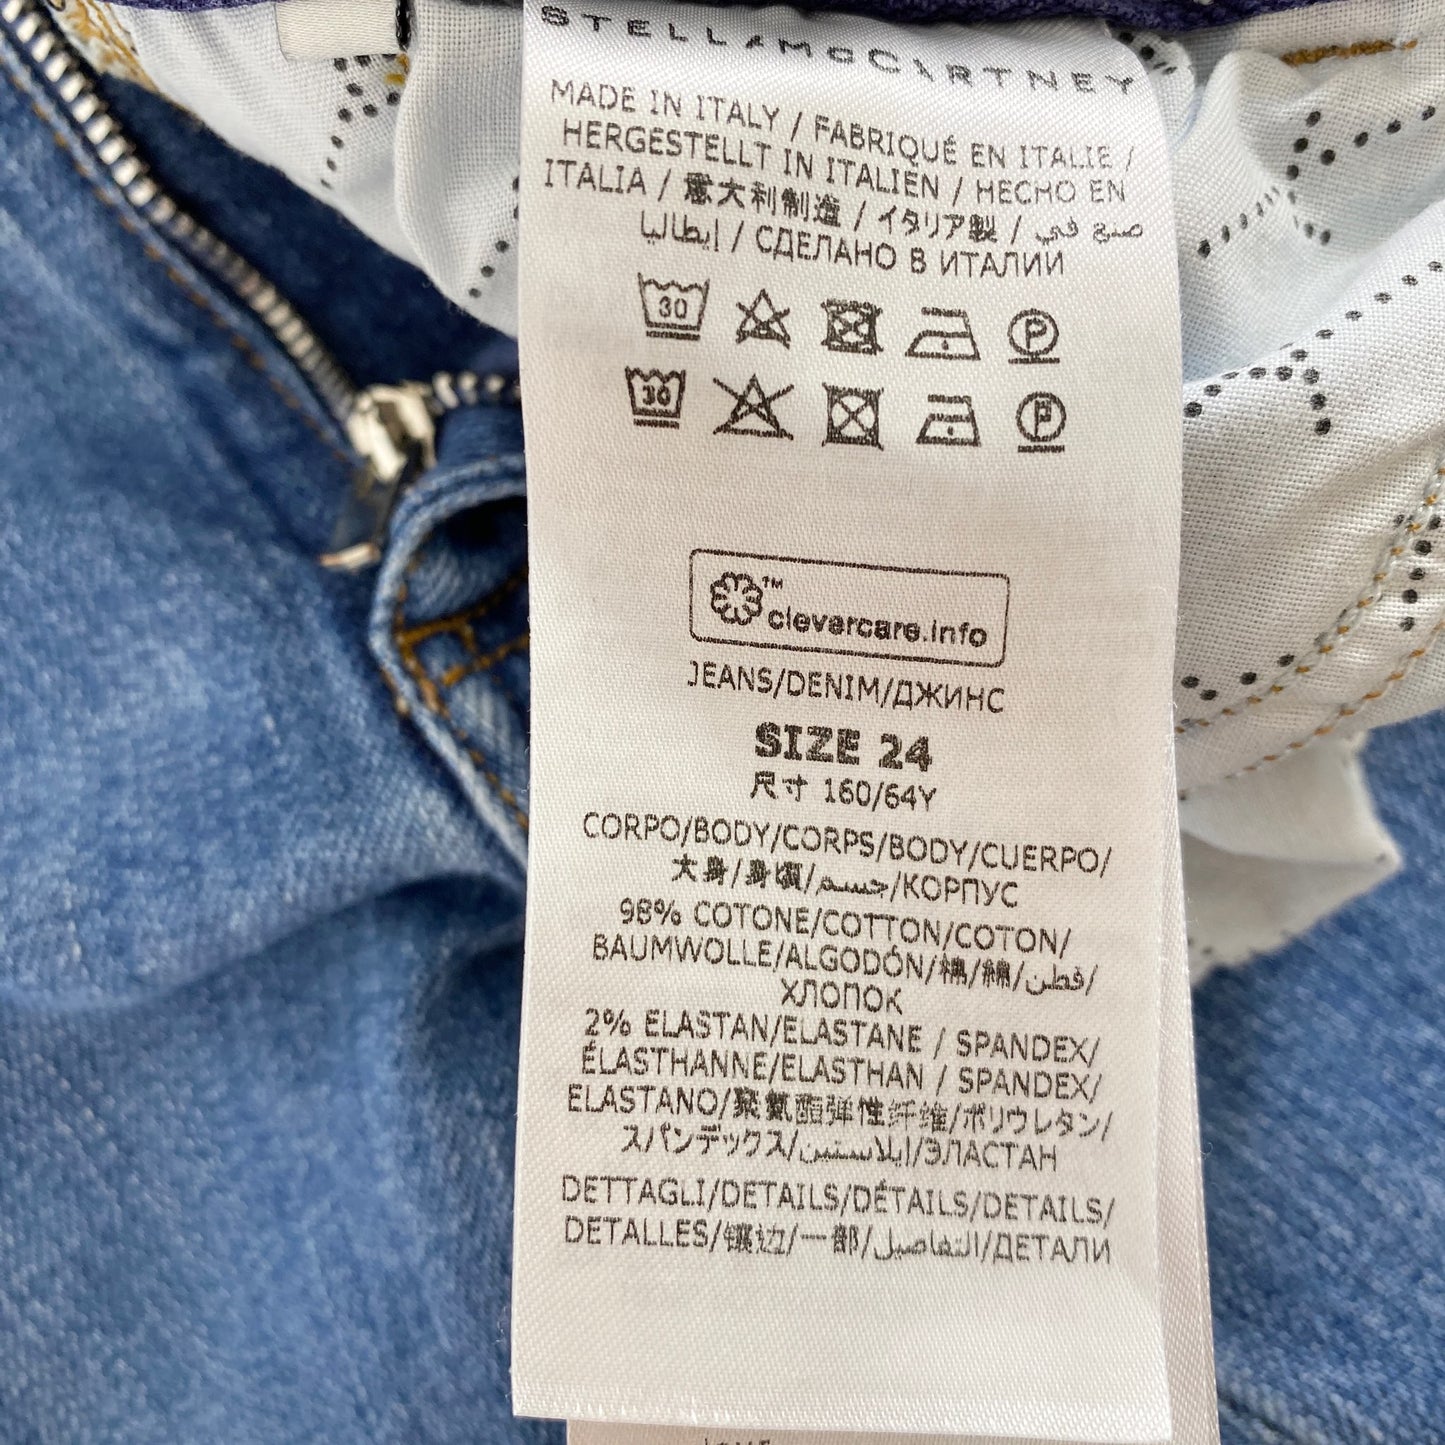 STELLA McCARTNEY
MADE IN ITALY / FABRIQUÉ EN ITALIE /
HERGESTELLT IN ITALIEN / HECHO EN
ITALIA / 意大利制造 / イタリア製 / صنع في
إيطاليا / СДЕЛАНО В ИТАЛИИ
30 P
30 P
TM
clevercare.info
JEANS/DENIM/ДЖИНС
SIZE 24
尺寸 160/64Y
CORPO/BODY/CORPS/BODY/CUERPO/
大身/身頃/جسم/КОРПУС
98% COTONE/COTTON/COTON/
BAUMWOLLE/ALGODÓN/棉/綿/قطن/
ХЛОПОК
2% ELASTAN/ELASTANE / SPANDEX/
ÉLASTHANNE/ELASTHAN / SPANDEX/
ELASTANO/聚氨酯弹性纤维/ポリウレタン/
スパンデックス/إيلاستين/ЭЛАСТАН
DETTAGLI/DETAILS/DÉTAILS/DETAILS/
DETALLES/镶边/一部/التفاصيل/ДЕТАЛИ